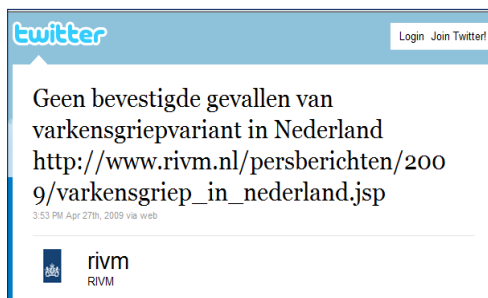 twitter
Login Join Twitter!
Geen bevestigde gevallen van
varkensgriepvariant in Nederland
http://www.rivm.nl/persberichten/200
9/varkensgriep_in_nederland.jsp
3:53 PM Apr 27th, 2009 via web
rivm
RIVM